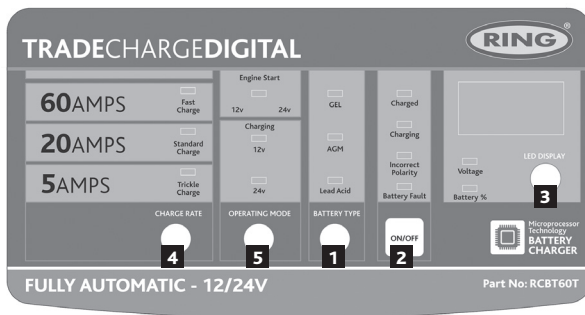 RING®
TRADECHARGEDIGITAL
60AMPS
Fast
Charge
20AMPS
Standard
Charge
5AMPS
Trickle
Charge
CHARGE RATE
4
Engine Start
12v 24v
Charging
12v
24v
OPERATING MODE
5
GEL
AGM
Lead Acid
BATTERY TYPE
1
Charged
Charging
Incorrect
Polarity
Battery Fault
ON/OFF
2
Voltage
Battery %
LED DISPLAY
3
Microprocessor
Technology
BATTERY
CHARGER
FULLY AUTOMATIC - 12/24V
Part No: RCBT60T